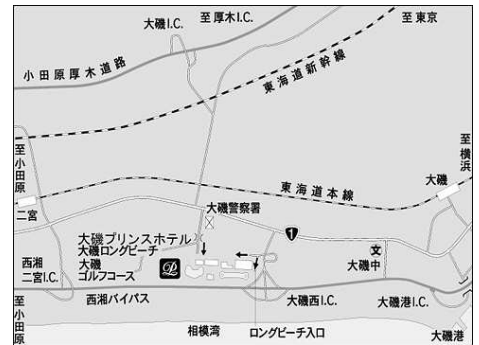 大磯I.C.
至厚木I.C.
至東京
小田原厚木道路
東海道新幹線
至小田原
至横浜
東海道本線
大磯
二宮
大磯警察署
1
大磯プリンスホテル
大磯ロングビーチ
大磯
ゴルフコース
文
大磯中
西湘
二宮I.C.
西湘バイパス
大磯西I.C.
大磯港I.C.
至小田原
相模湾
ロングビーチ入口
大磯港